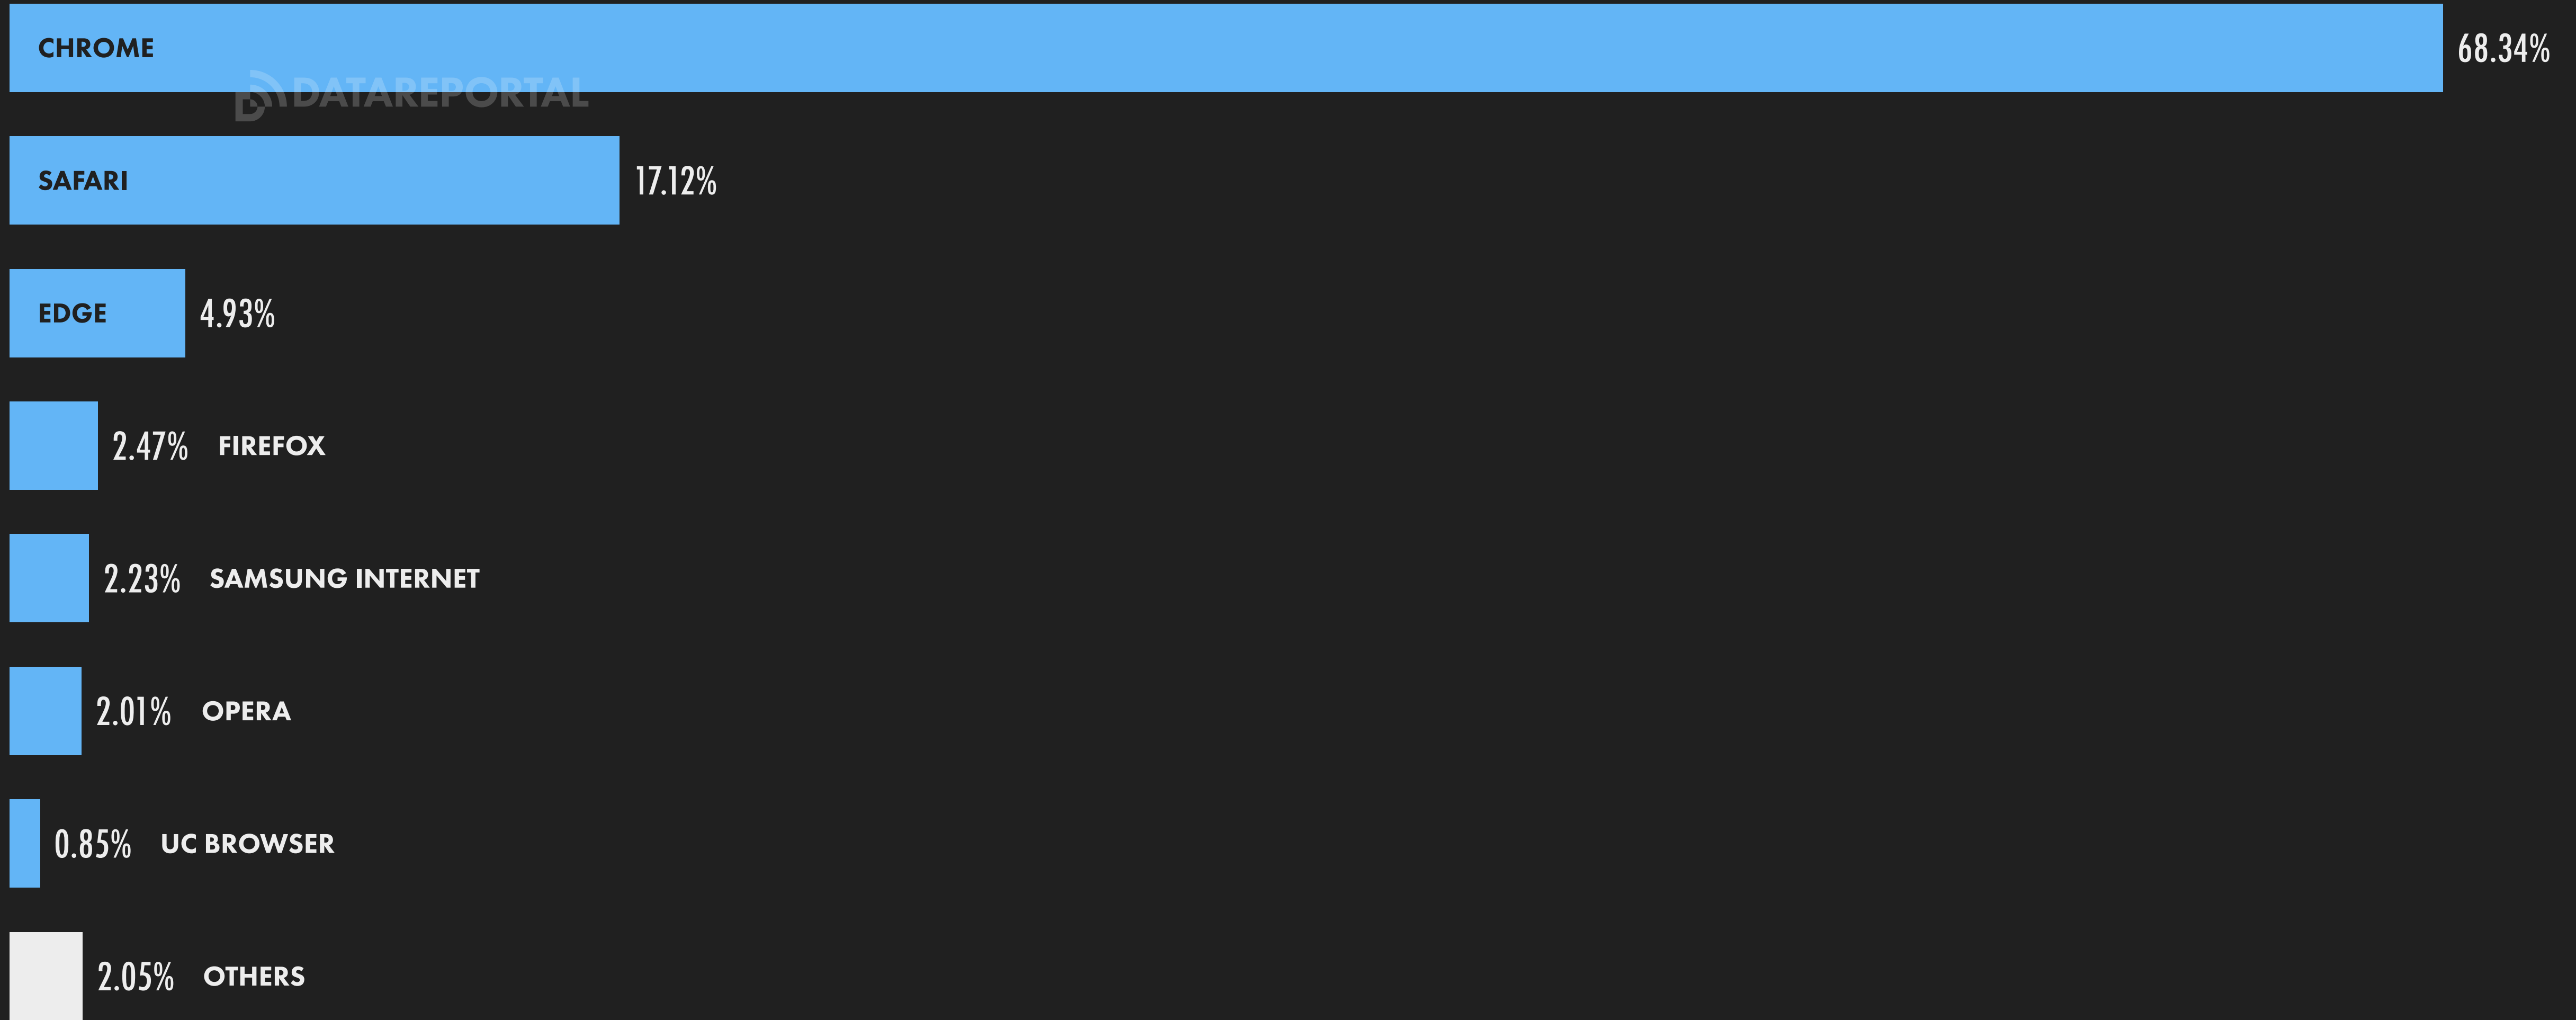 CHROME 68.34%
DATAREPORTAL
SAFARI 17.12%
EDGE 4.93%
2.47% FIREFOX
2.23% SAMSUNG INTERNET
2.01% OPERA
0.85% UC BROWSER
2.05% OTHERS